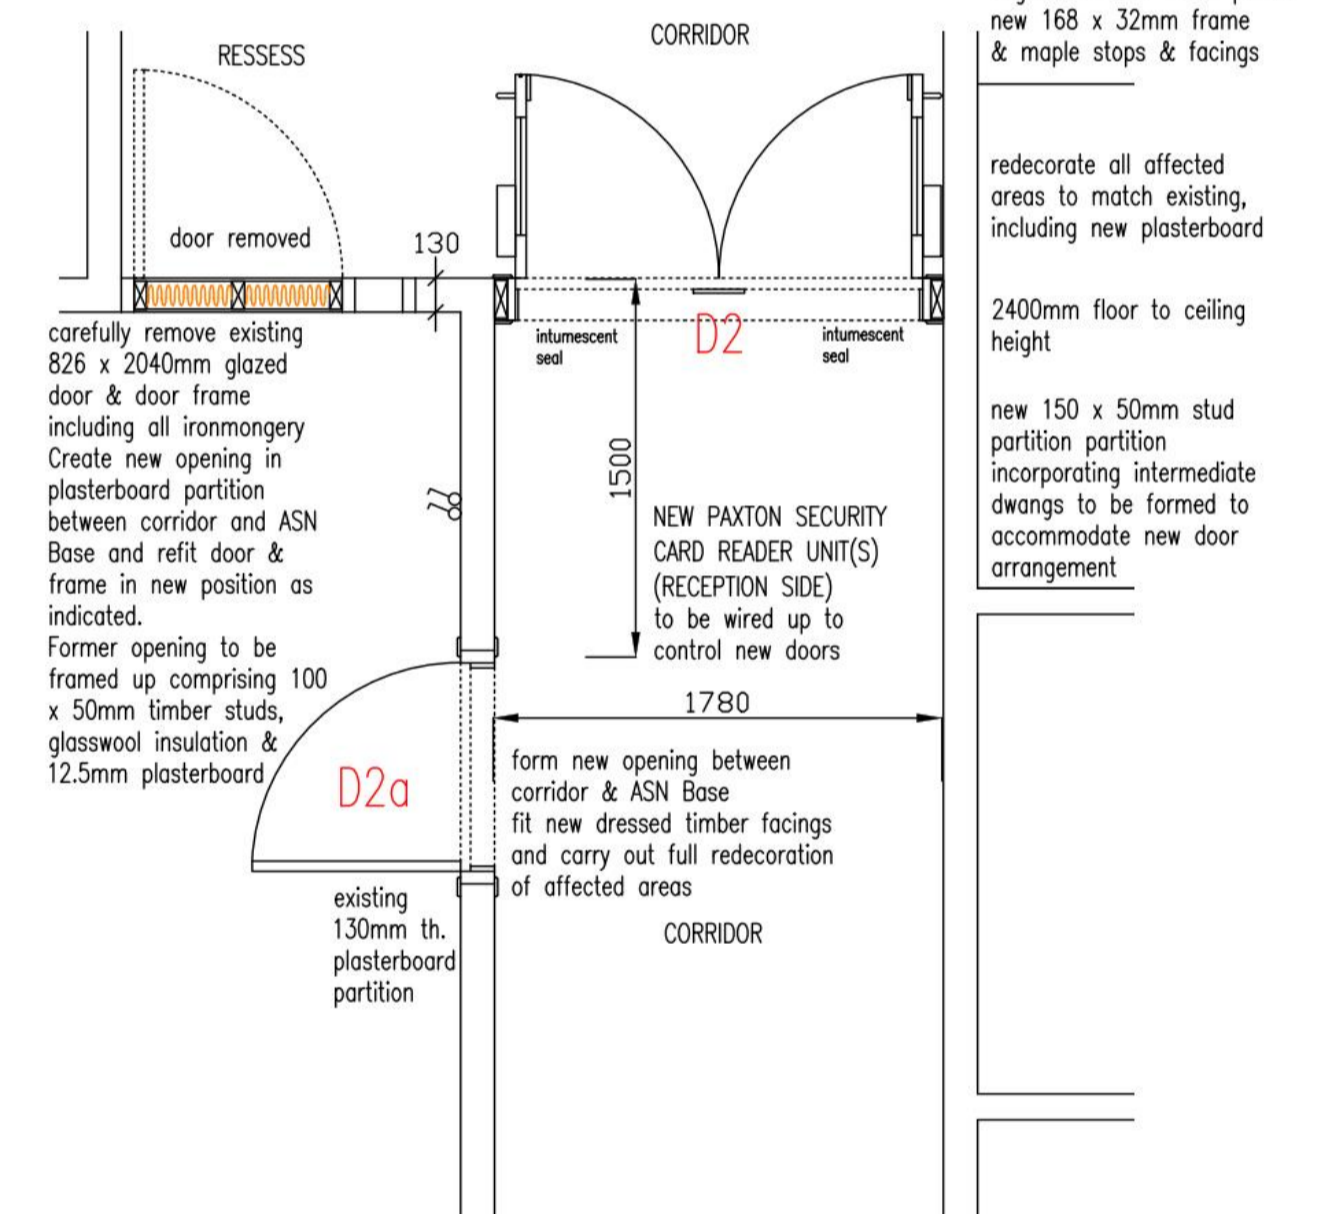 CORRIDOR
RESSESS
door removed
130
new 168 x 32mm frame
& maple stops & facings
redecorate all affected
areas to match existing,
including new plasterboard
2400mm floor to ceiling
height
new 150 x 50mm stud
partition partition
incorporating intermediate
dwangs to be formed to
accommodate new door
arrangement
intumescent
seal
D2
intumescent
seal
1500
carefully remove existing
826 x 2040mm glazed
door & door frame
including all ironmongery
Create new opening in
plasterboard partition
between corridor and ASN
Base and refit door &
frame in new position as
indicated.
Former opening to be
framed up comprising 100
x 50mm timber studs,
glasswool insulation &
12.5mm plasterboard
NEW PAXTON SECURITY
CARD READER UNIT(S)
(RECEPTION SIDE)
to be wired up to
control new doors
1780
D2a
form new opening between
corridor & ASN Base
fit new dressed timber facings
and carry out full redecoration
of affected areas
existing
130mm th.
plasterboard
partition
CORRIDOR